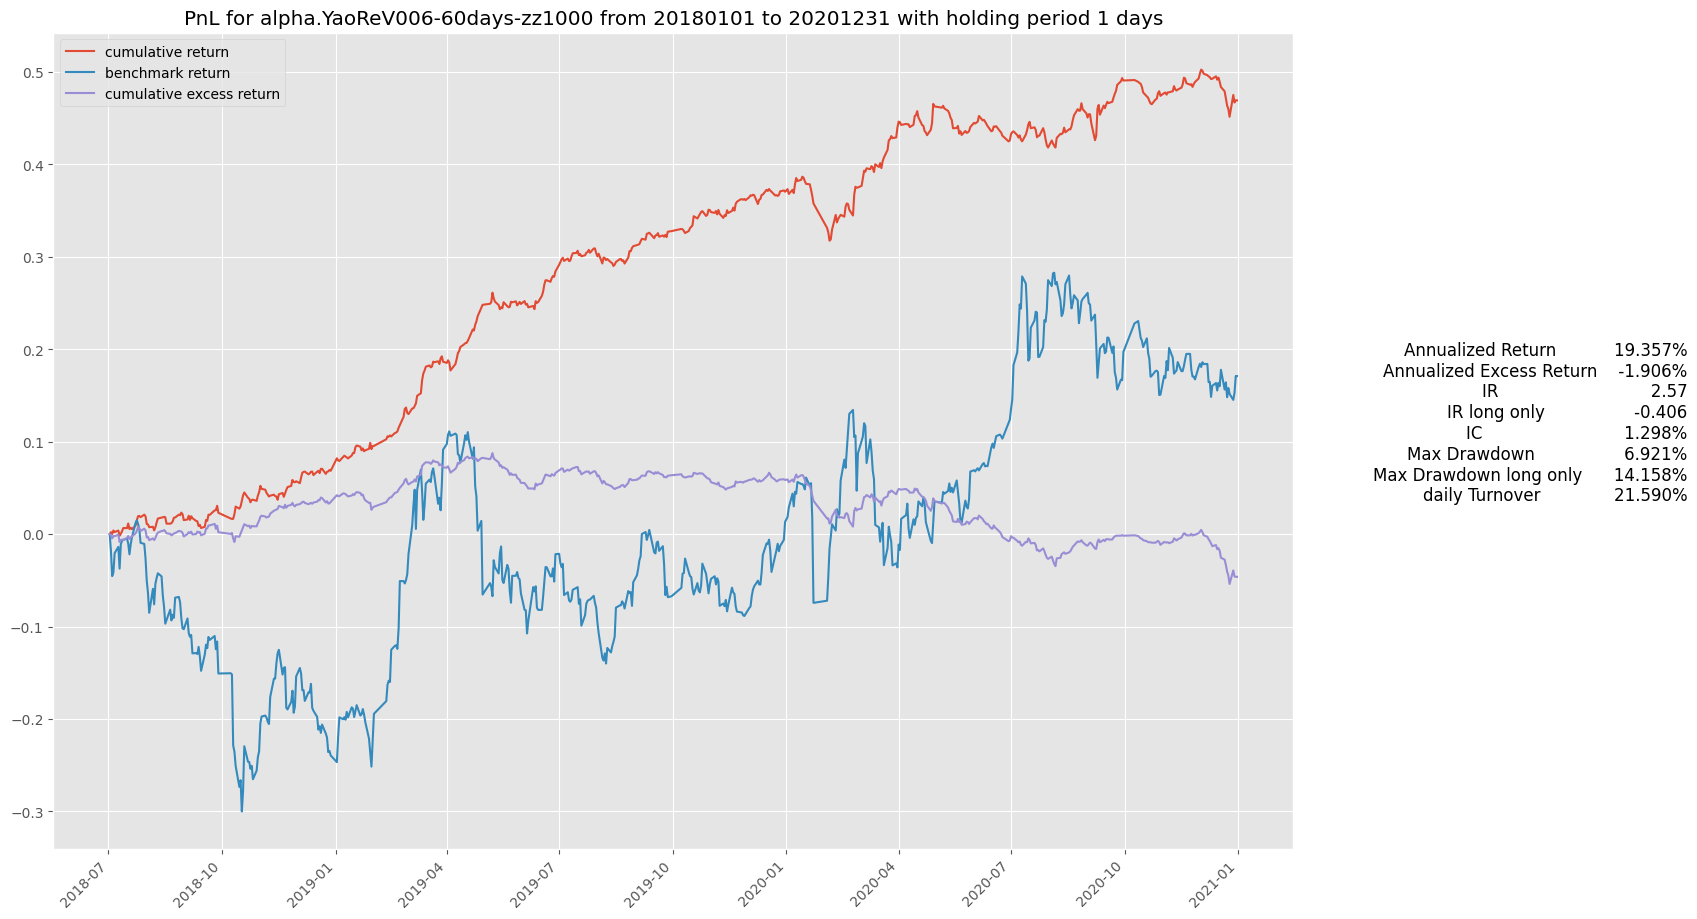 PnL for alpha.YaoReV006-60days-zz1000 from 20180101 to 20201231 with holding period 1 days
cumulative return
benchmark return
cumulative excess return
0.5
0.4
0.3
0.2
0.1
0.0
−0.1
−0.2
−0.3
2018-07
2018-10
2019-01
2019-04
2019-07
2019-10
2020-01
2020-04
2020-07
2020-10
2021-01
Annualized Return 19.357%
Annualized Excess Return -1.906%
IR 2.57
IR long only -0.406
IC 1.298%
Max Drawdown 6.921%
Max Drawdown long only 14.158%
daily Turnover 21.590%